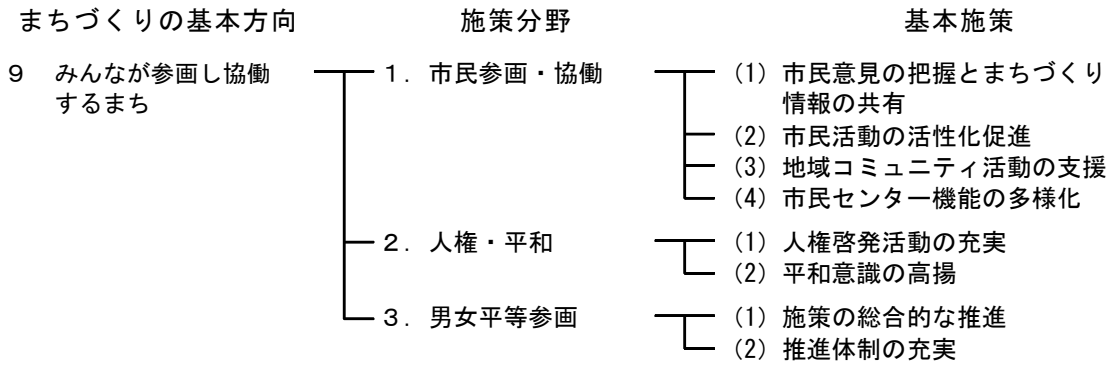 まちづくりの基本方向　施策分野　基本施策
９　みんなが参画し協働　１．市民参画・協働　(1) 市民意見の把握とまちづくり
するまち　情報の共有
(2) 市民活動の活性化促進
(3) 地域コミュニティ活動の支援
(4) 市民センター機能の多様化
２．人権・平和　(1) 人権啓発活動の充実
(2) 平和意識の高揚
３．男女平等参画　(1) 施策の総合的な推進
(2) 推進体制の充実